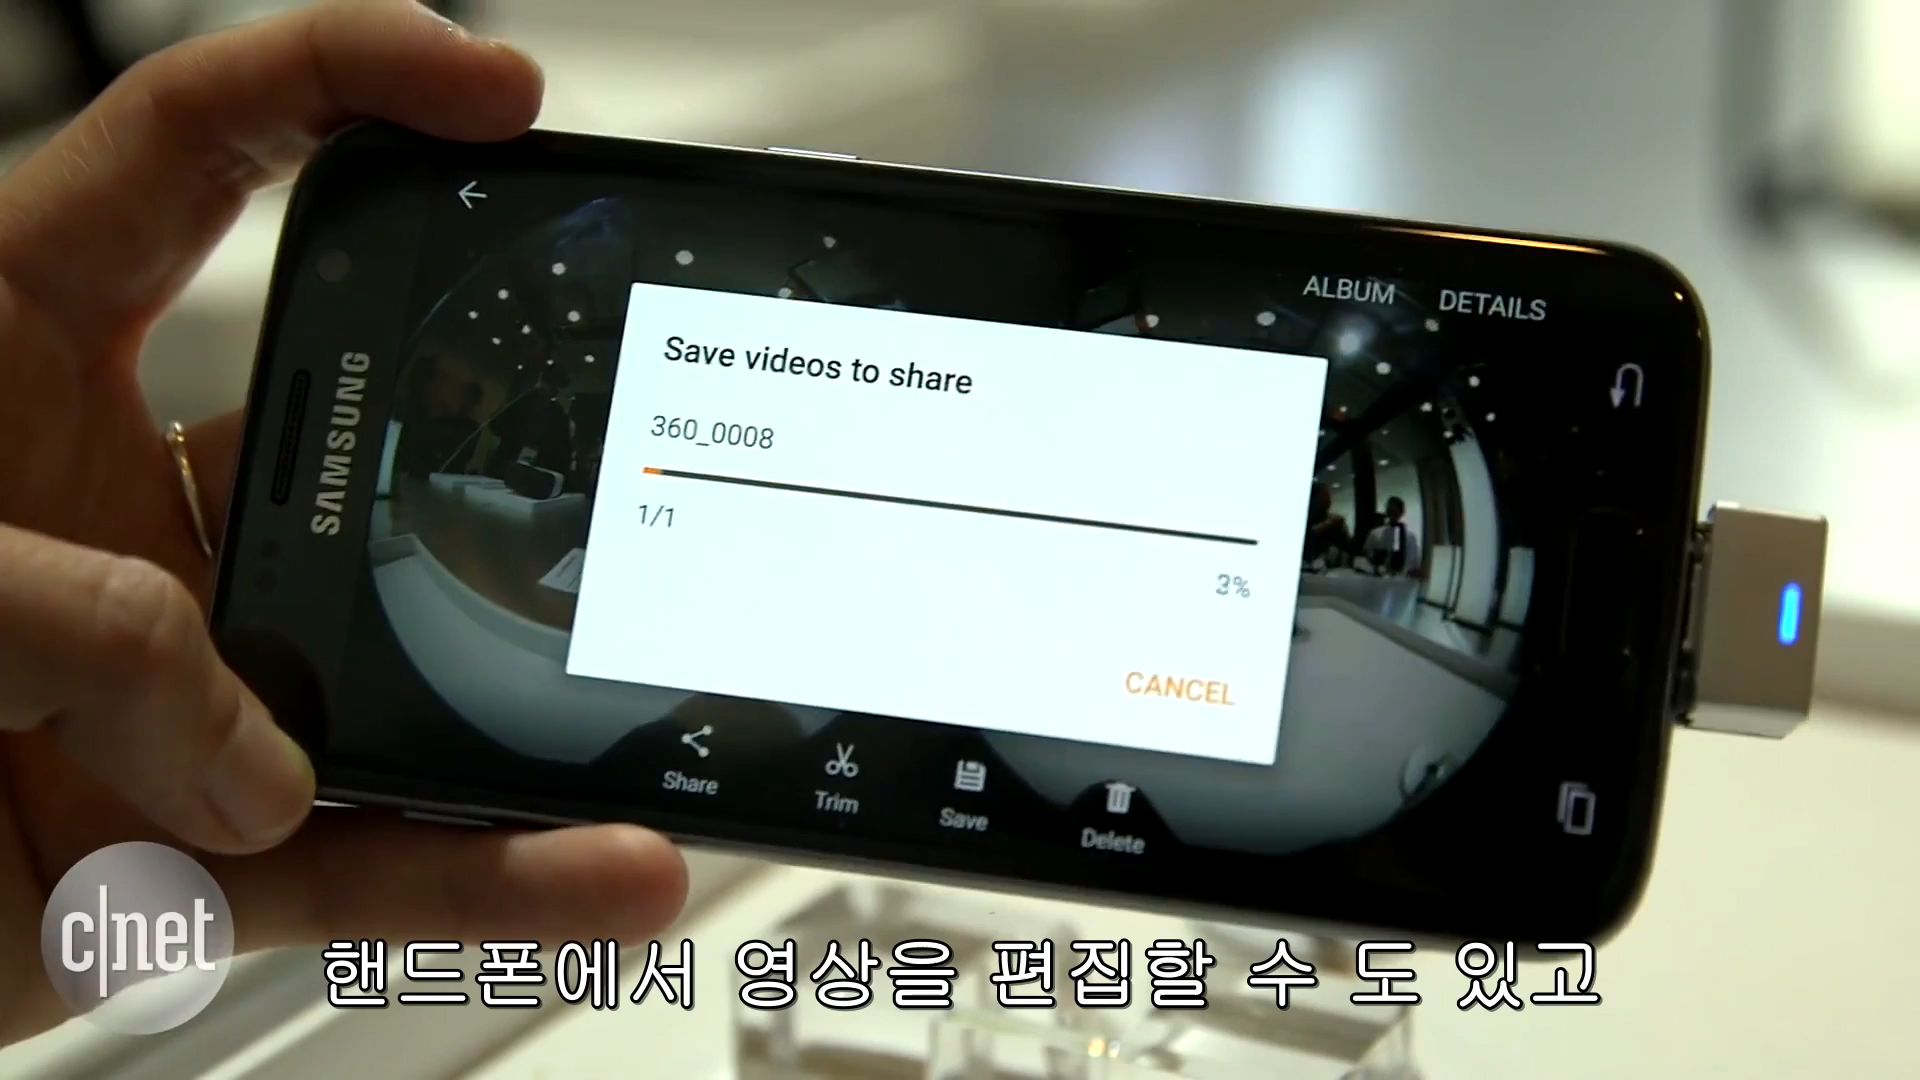 SAMSUNG
ALBUM DETAILS
Save videos to share
360_0008
1/1
3%
CANCEL
Share Trim Save Delete
c|net
핸드폰에서 영상을 편집할 수 도 있고